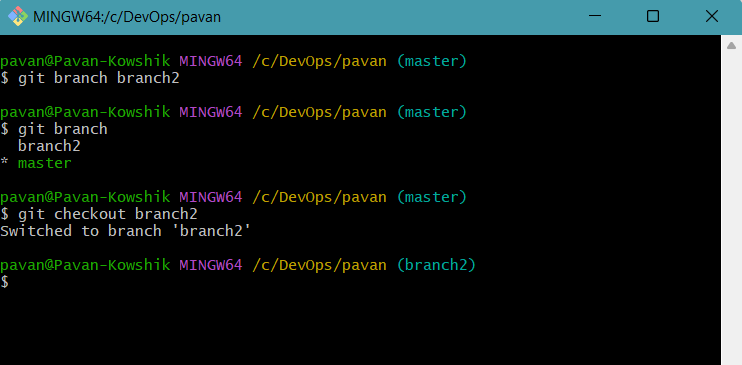 MINGW64:/c/DevOps/pavan
pavan@Pavan-Kowshik MINGW64 /c/DevOps/pavan (master)
$ git branch branch2
pavan@Pavan-Kowshik MINGW64 /c/DevOps/pavan (master)
$ git branch
  branch2
* master
pavan@Pavan-Kowshik MINGW64 /c/DevOps/pavan (master)
$ git checkout branch2
Switched to branch 'branch2'
pavan@Pavan-Kowshik MINGW64 /c/DevOps/pavan (branch2)
$